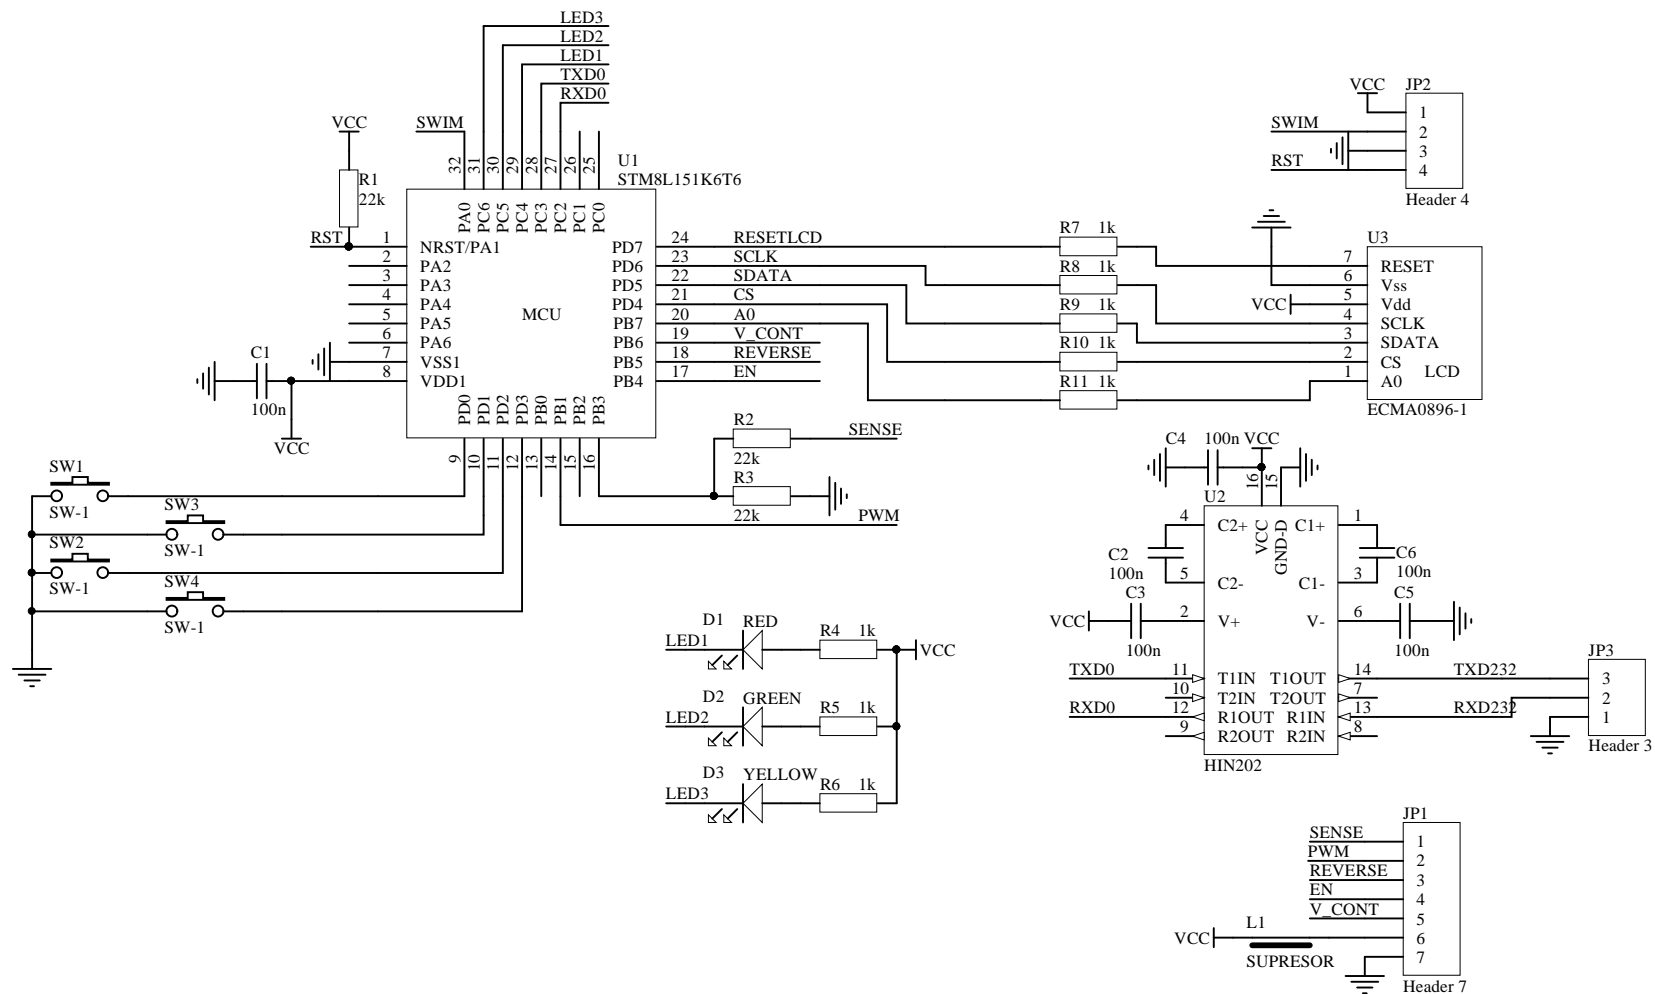 LED3
LED2
LED1
TXD0
RXD0
SWIM
VCC
R1
22k
RST
32
31
30
29
28
27
26
25
U1
STM8L151K6T6
PA0
PC6
PC5
PC4
PC3
PC2
PC1
PC0
1 NRST/PA1
2 PA2
3 PA3
4 PA4
5 PA5
6 PA6
7 VSS1
8 VDD1
MCU
PD7 24 RESETLCD
PD6 23 SCLK
PD5 22 SDATA
PD4 21 CS
PB7 20 A0
PB6 19 V_CONT
PB5 18 REVERSE
PB4 17 EN
PD0
PD1
PD2
PD3
PB0
PB1
PB2
PB3
9
10
11
12
13
14
15
16
C1
100n
VCC
SW1
SW-1
SW3
SW-1
SW2
SW-1
SW4
SW-1
R2
22k
SENSE
R3
22k
PWM
R7 1k
R8 1k
R9 1k
R10 1k
R11 1k
VCC
JP2
SWIM
RST
1
2
3
4
Header 4
U3
7 RESET
6 Vss
VCC 5 Vdd
4 SCLK
3 SDATA
2 CS
1 A0
LCD
ECMA0896-1
C4
100n
VCC
16
15
U2
VCC
GND-D
4 C2+
5 C2-
C2
100n
C1+ 1
C1- 3
C6
100n
C3
VCC
100n
2 V+
V- 6
C5
100n
TXD0 11 T1IN
10 T2IN
RXD0 12 R1OUT
9 R2OUT
T1OUT 14 TXD232
T2OUT 7
R1IN 13 RXD232
R2IN 8
HIN202
JP3
3
2
1
Header 3
D1 RED
LED1
R4 1k
VCC
D2 GREEN
LED2
R5 1k
D3 YELLOW
LED3
R6 1k
JP1
SENSE 1
PWM 2
REVERSE 3
EN 4
V_CONT 5
VCC
L1
SUPRESOR
6
7
Header 7